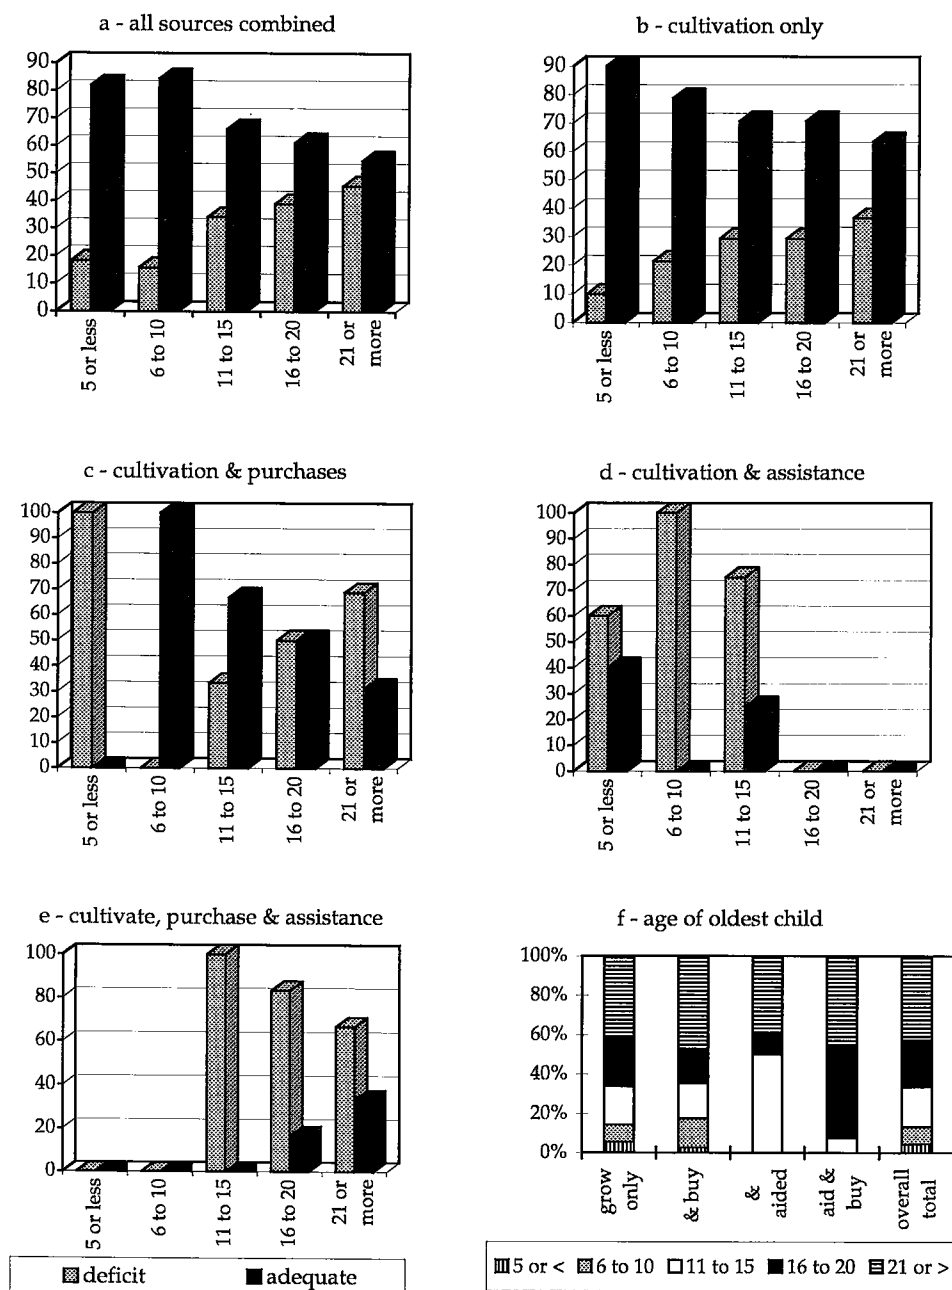 a - all sources combined
90
80
70
60
50
40
30
20
10
0
5 or less
6 to 10
11 to 15
16 to 20
21 or
more
b - cultivation only
90
80
70
60
50
40
30
20
10
0
5 or less
6 to 10
11 to 15
16 to 20
21 or
more
c - cultivation & purchases
100
90
80
70
60
50
40
30
20
10
0
5 or less
6 to 10
11 to 15
16 to 20
21 or
more
d - cultivation & assistance
100
90
80
70
60
50
40
30
20
10
0
5 or less
6 to 10
11 to 15
16 to 20
21 or
more
e - cultivate, purchase & assistance
100
80
60
40
20
0
5 or less
6 to 10
11 to 15
16 to 20
21 or
more
deficit adequate
f - age of oldest child
100%
80%
60%
40%
20%
0%
grow
only
& buy
&
aided
aid &
buy
overall
total
5 or < 6 to 10 11 to 15 16 to 20 21 or >